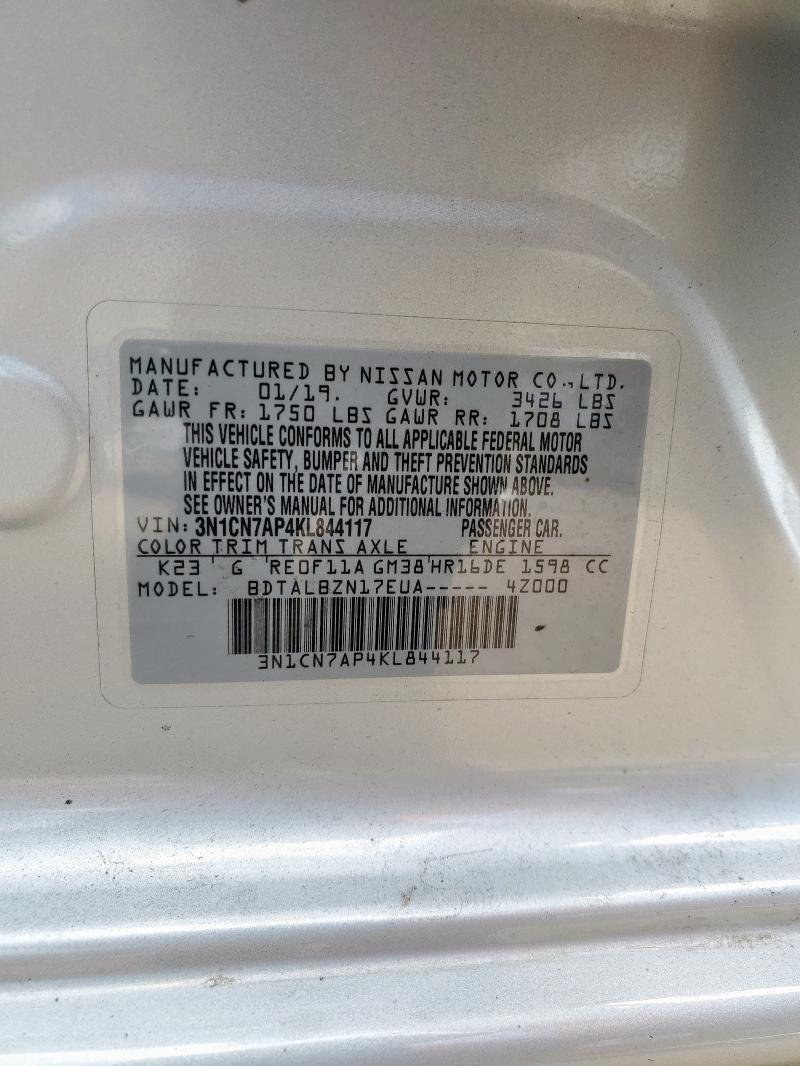 MANUFACTURED BY NISSAN MOTOR CO., LTD.
DATE: 01/19. GVWR: 3426 LBS
GAWR FR: 1750 LBS GAWR RR: 1708 LBS
THIS VEHICLE CONFORMS TO ALL APPLICABLE FEDERAL MOTOR
VEHICLE SAFETY, BUMPER AND THEFT PREVENTION STANDARDS
IN EFFECT ON THE DATE OF MANUFACTURE SHOWN ABOVE.
SEE OWNER'S MANUAL FOR ADDITIONAL INFORMATION.
VIN: 3N1CN7AP4KL844117 PASSENGER CAR.
COLOR TRIM TRANS AXLE ENGINE
K23 ' G ' RE0F11A GM38 ' HR16DE 1598 CC
MODEL: BDTALBZN17EUA----- 4Z000
3N1CN7AP4KL844117